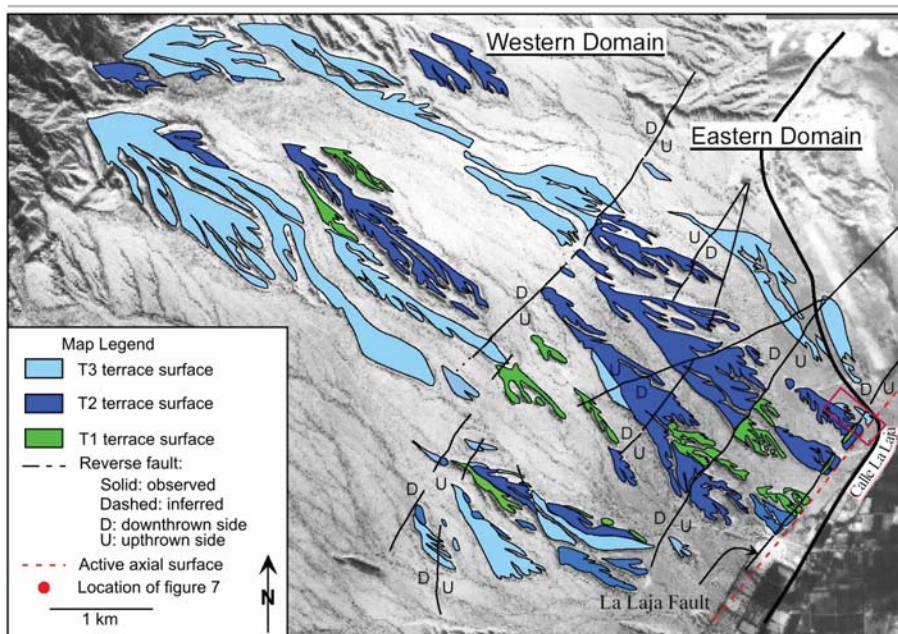 Western Domain
Eastern Domain
D
U
D
U
U
D
D
U
D
U
D
U
D
D
U
D
U
D
U
D
U
Calle La Laja
La Laja Fault
Map Legend
T3 terrace surface
T2 terrace surface
T1 terrace surface
Reverse fault:
Solid: observed
Dashed: inferred
D: downthrown side
U: upthrown side
Active axial surface
Location of figure 7
1 km
N